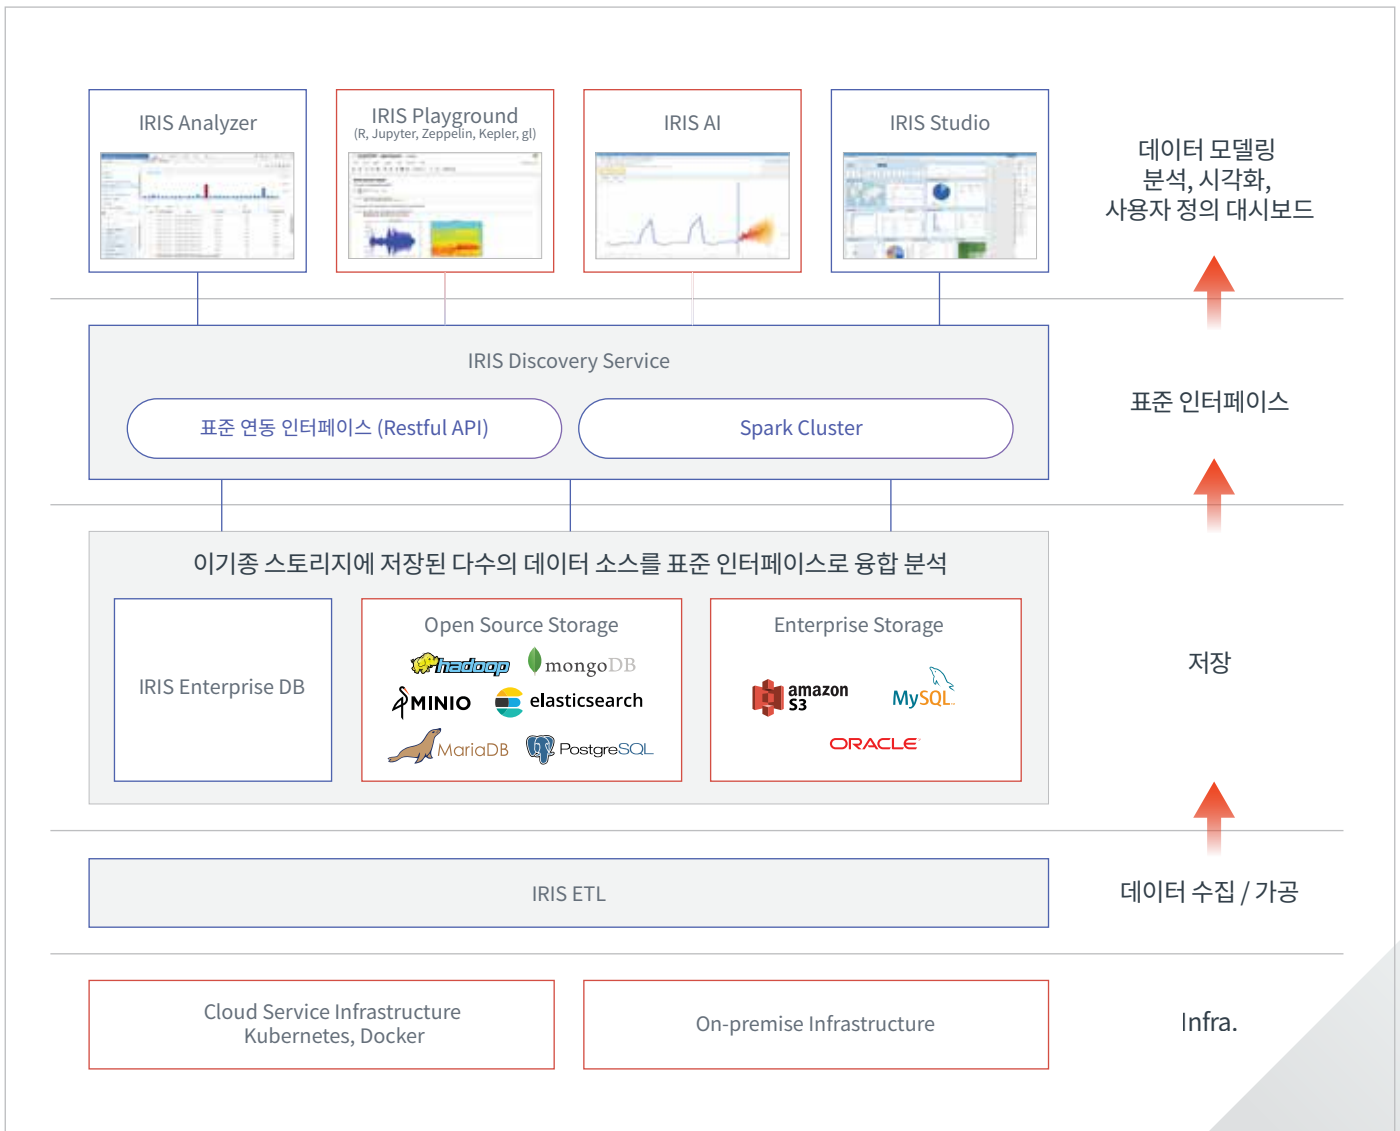 IRIS Analyzer
IRIS Playground
(R, Jupyter, Zeppelin, Kepler, gl)
IRIS AI
IRIS Studio
데이터 모델링
분석, 시각화,
사용자 정의 대시보드
IRIS Discovery Service
표준 연동 인터페이스 (Restful API)
Spark Cluster
표준 인터페이스
이기종 스토리지에 저장된 다수의 데이터 소스를 표준 인터페이스로 융합 분석
IRIS Enterprise DB
Open Source Storage
hadoop
mongoDB
MINIO
elasticsearch
MariaDB
PostgreSQL
Enterprise Storage
amazon
S3
MySQL
ORACLE
저장
IRIS ETL
데이터 수집 / 가공
Cloud Service Infrastructure
Kubernetes, Docker
On-premise Infrastructure
Infra.